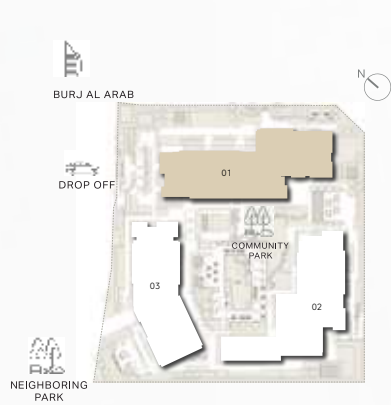 N
BURJ AL ARAB
01
DROP OFF
COMMUNITY
PARK
03
02
NEIGHBORING
PARK